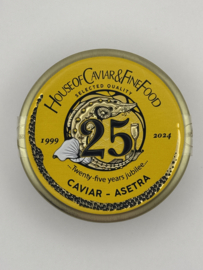 HOUSE OF CAVIAR & FINE FOOD
SELECTED QUALITY
1999 25 2024
...Twenty-five years jubilee...
CAVIAR - ASETRA